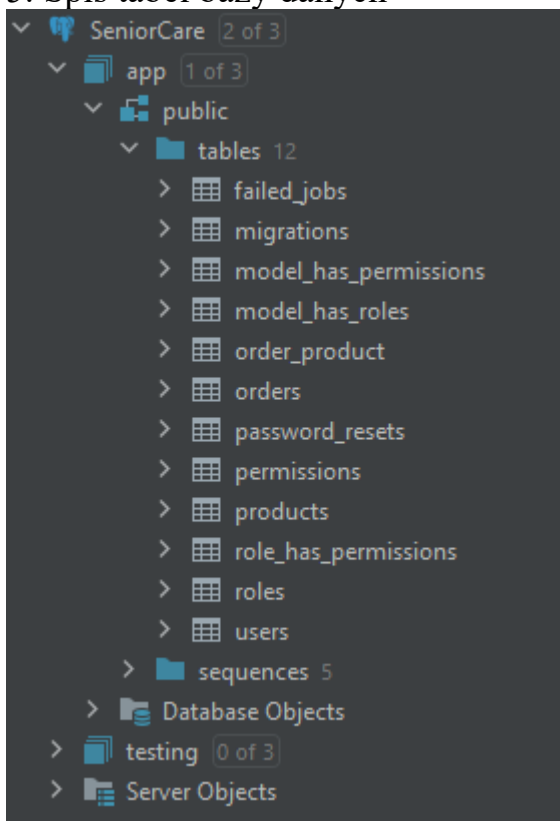 3. Spis tabel bazy danych
SeniorCare 2 of 3
app 1 of 3
public
tables 12
failed_jobs
migrations
model_has_permissions
model_has_roles
order_product
orders
password_resets
permissions
products
role_has_permissions
roles
users
sequences 5
Database Objects
testing 0 of 3
Server Objects